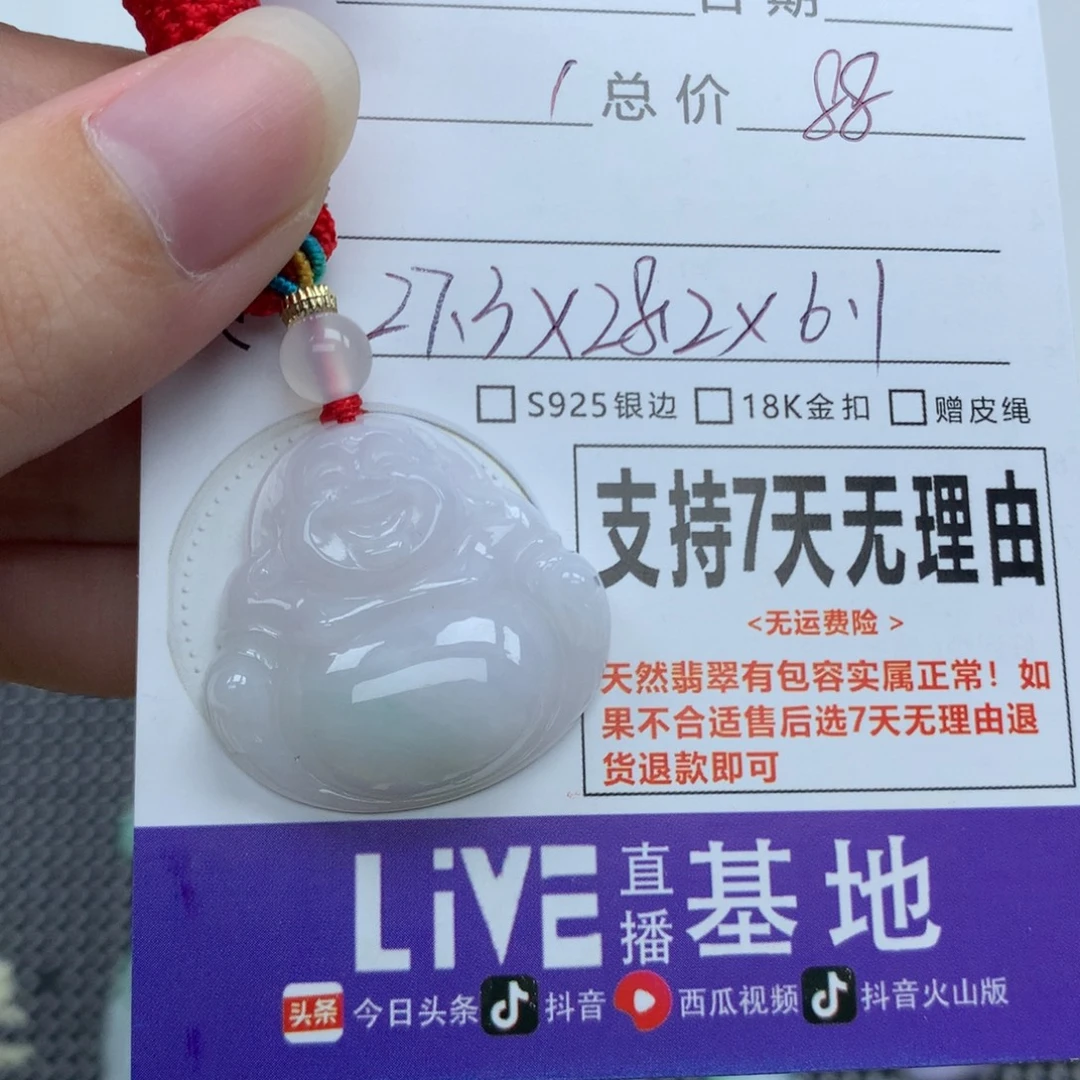 日期
1 总价 88
27.3×28.2×6.1
S925银边 18K金扣 赠皮绳
支持7天无理由
<无运费险 >
天然翡翠有包容实属正常！如
果不合适售后选7天无理由退
货退款即可
LiVE 直播 基地
头条 今日头条 抖音 西瓜视频 抖音火山版